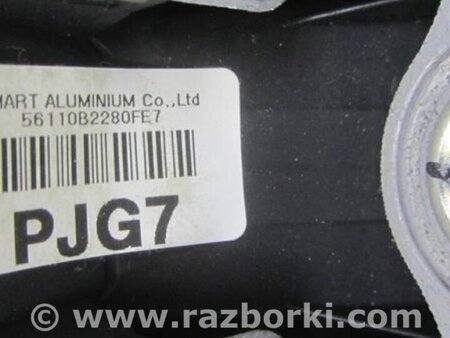 MART ALUMINIUM Co.,Ltd
56110B2280FE7
PJG7
www.razborki.com